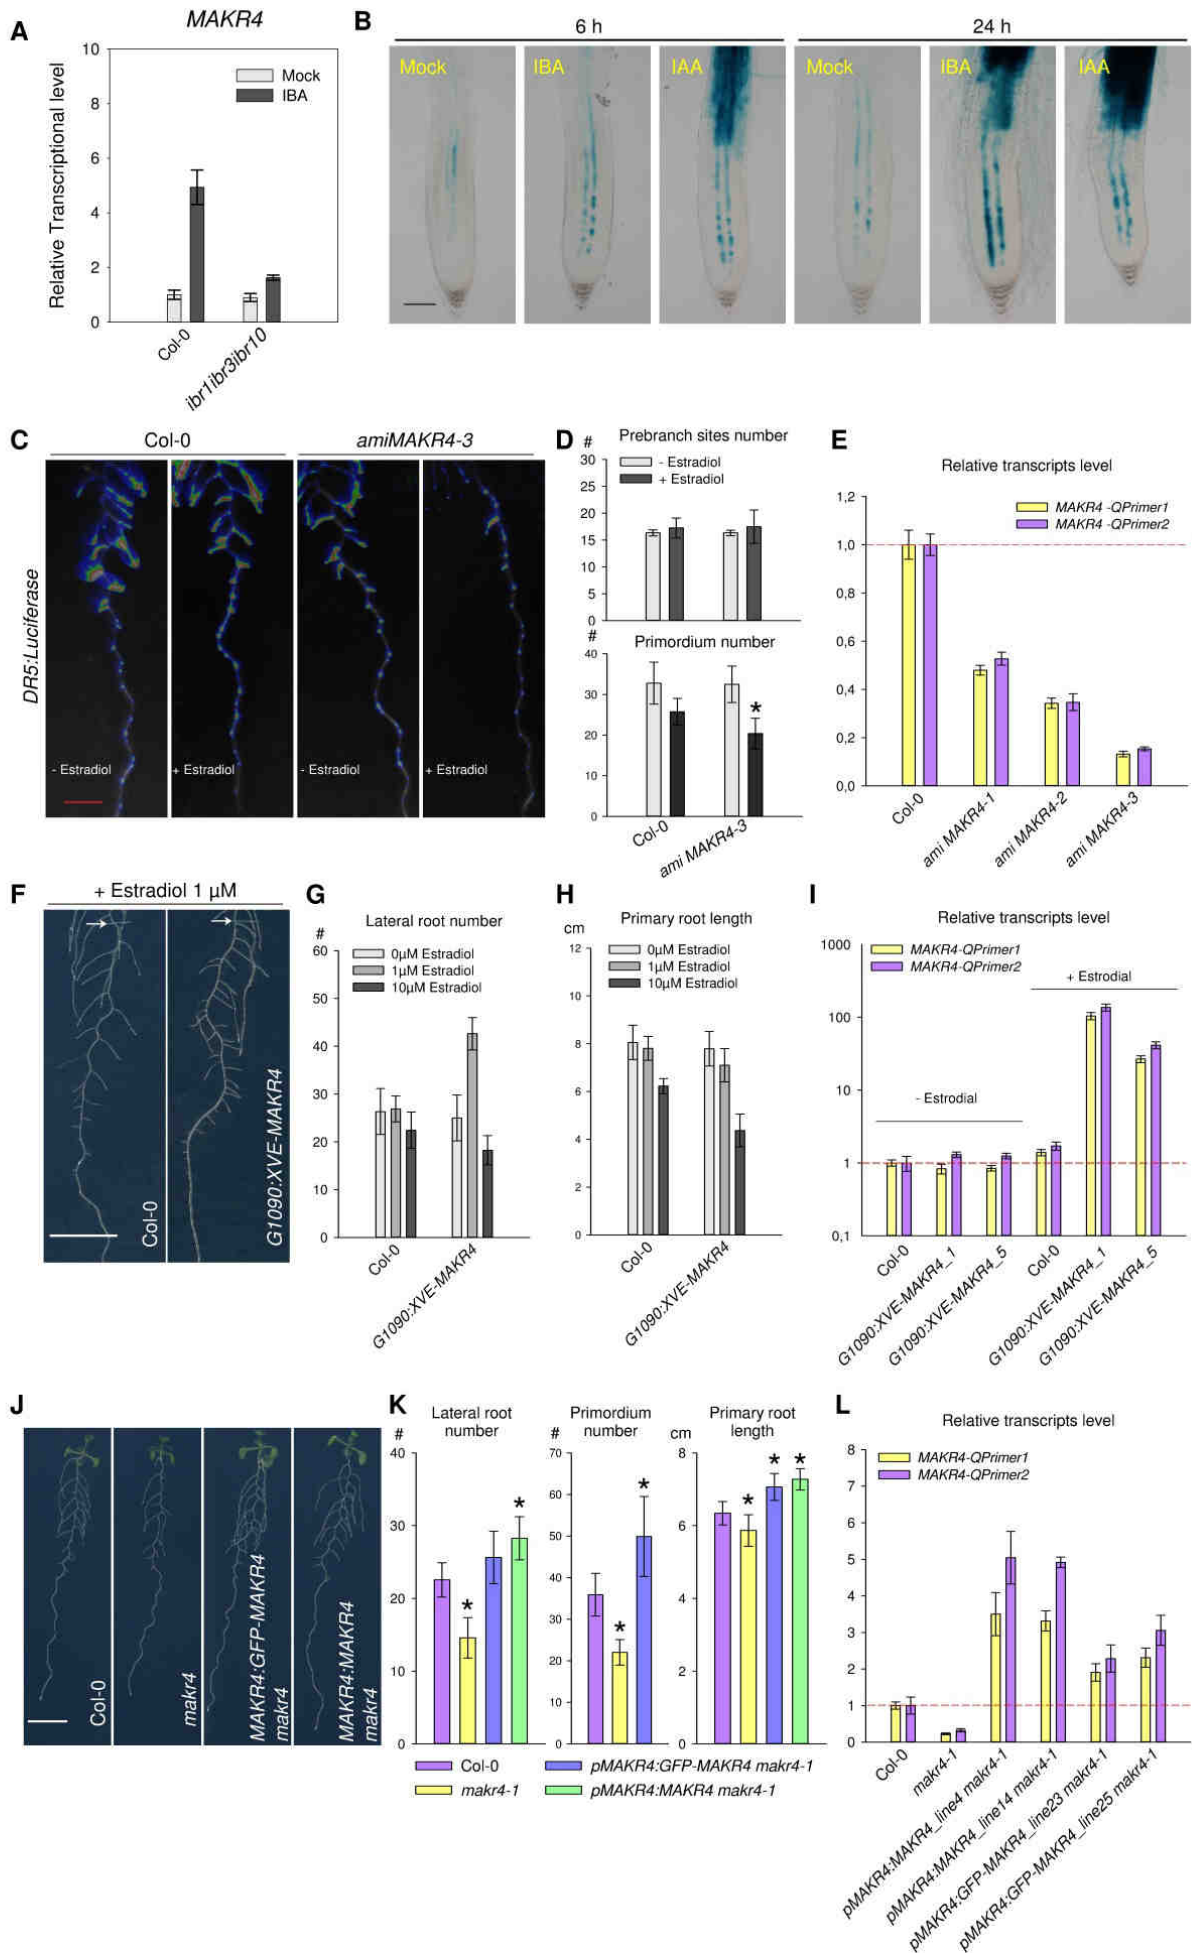 A
MAKR4
Relative Transcriptional level
10
8
6
4
2
0
Mock
IBA
Col-0
ibr1ibr3ibr10
B
6 h
24 h
Mock
IBA
IAA
Mock
IBA
IAA
C
Col-0
amiMAKR4-3
DR5:Luciferase
- Estradiol
+ Estradiol
- Estradiol
+ Estradiol
D
#
Prebranch sites number
- Estradiol
+ Estradiol
30
25
20
15
10
5
0
#
Primordium number
40
30
20
10
0
*
Col-0
ami MAKR4-3
E
Relative transcripts level
MAKR4 -QPrimer1
MAKR4 -QPrimer2
1,2
1,0
0,8
0,6
0,4
0,2
0,0
Col-0
ami MAKR4-1
ami MAKR4-2
ami MAKR4-3
F
+ Estradiol 1 µM
Col-0
G1090:XVE-MAKR4
G
Lateral root number
#
0µM Estradiol
1µM Estradiol
10µM Estradiol
60
50
40
30
20
10
0
Col-0
G1090:XVE-MAKR4
H
Primary root length
cm
0µM Estradiol
1µM Estradiol
10µM Estradiol
12
10
8
6
4
2
0
Col-0
G1090:XVE-MAKR4
I
Relative transcripts level
MAKR4-QPrimer1
MAKR4-QPrimer2
+ Estrodial
- Estrodial
1000
100
10
1
0,1
Col-0
G1090:XVE-MAKR4_1
G1090:XVE-MAKR4_5
Col-0
G1090:XVE-MAKR4_1
G1090:XVE-MAKR4_5
J
Col-0
makr4
MAKR4:GFP-MAKR4
makr4
MAKR4:MAKR4
makr4
K
Lateral root
number
#
40
30
20
10
0
*
*
Primordium
number
#
70
60
50
40
30
20
10
0
*
*
Primary root
length
cm
8
6
4
2
0
*
*
*
Col-0
makr4-1
pMAKR4:GFP-MAKR4 makr4-1
pMAKR4:MAKR4 makr4-1
L
Relative transcripts level
MAKR4-QPrimer1
MAKR4-QPrimer2
8
7
6
5
4
3
2
1
0
Col-0
makr4-1
pMAKR4:MAKR4_line4 makr4-1
pMAKR4:MAKR4_line14 makr4-1
pMAKR4:GFP-MAKR4_line23 makr4-1
pMAKR4:GFP-MAKR4_line25 makr4-1